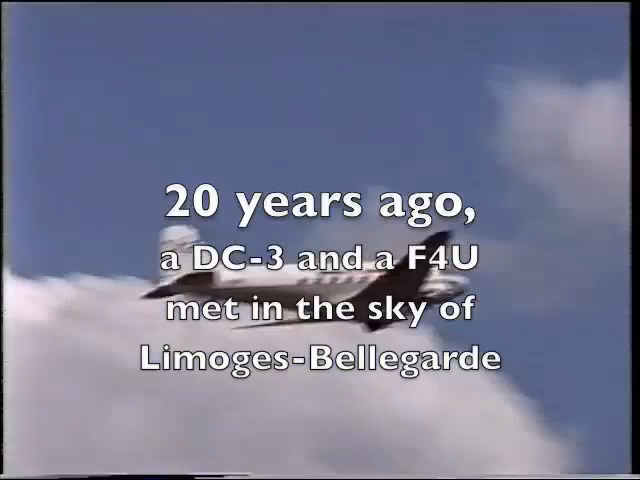 20 years ago,
a DC-3 and a F4U
met in the sky of
Limoges-Bellegarde